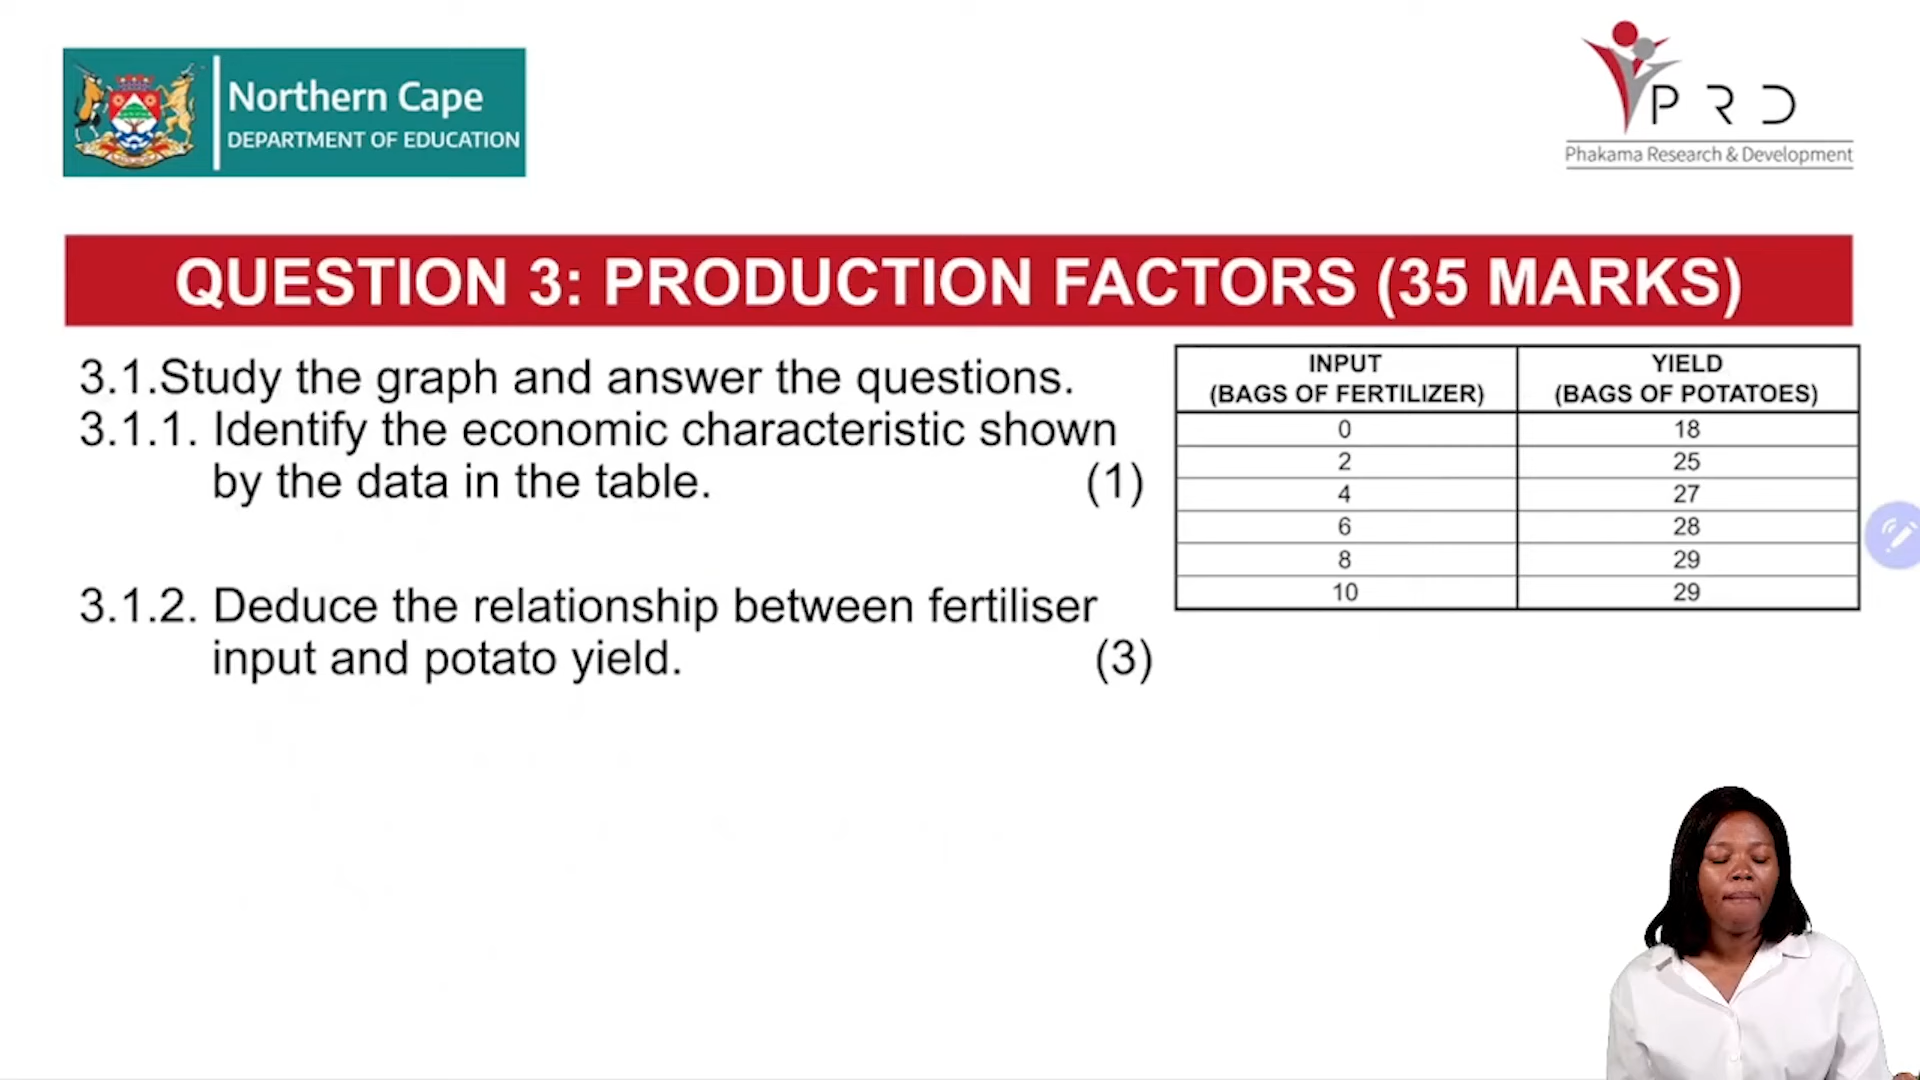 Northern Cape
DEPARTMENT OF EDUCATION
PRD
Phakama Research & Development
QUESTION 3: PRODUCTION FACTORS (35 MARKS)
3.1.Study the graph and answer the questions.
3.1.1. Identify the economic characteristic shown
by the data in the table. (1)
3.1.2. Deduce the relationship between fertiliser
input and potato yield. (3)
INPUT YIELD
(BAGS OF FERTILIZER) (BAGS OF POTATOES)
0 18
2 25
4 27
6 28
8 29
10 29